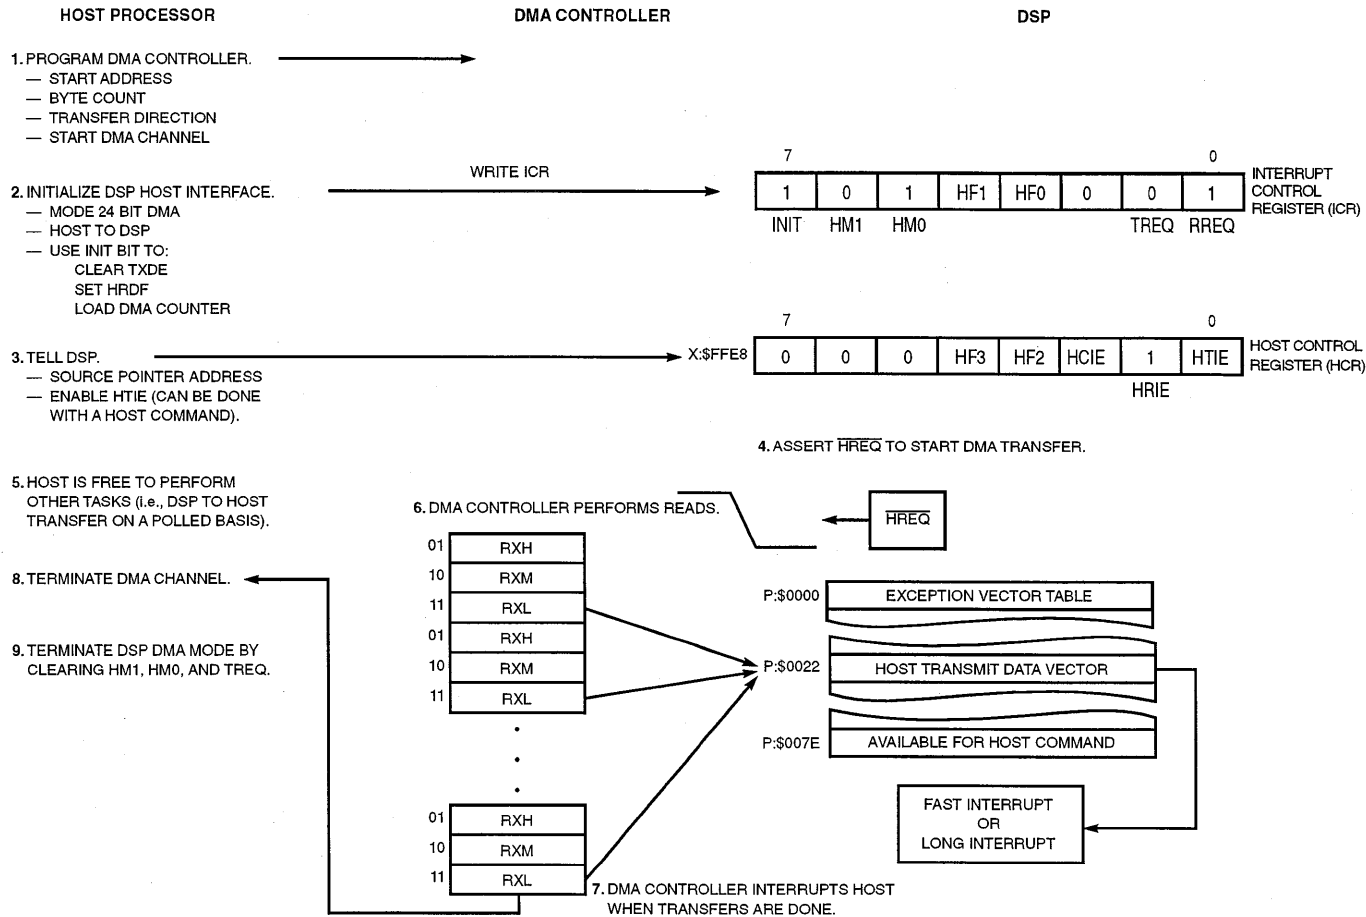 HOST PROCESSOR
DMA CONTROLLER
DSP
1. PROGRAM DMA CONTROLLER.
— START ADDRESS
— BYTE COUNT
— TRANSFER DIRECTION
— START DMA CHANNEL
2. INITIALIZE DSP HOST INTERFACE.
— MODE 24 BIT DMA
— HOST TO DSP
— USE INIT BIT TO:
CLEAR TXDE
SET HRDF
LOAD DMA COUNTER
WRITE ICR
7 0
1 0 1 HF1 HF0 0 0 1
INIT HM1 HM0 TREQ RREQ
INTERRUPT
CONTROL
REGISTER (ICR)
3. TELL DSP.
— SOURCE POINTER ADDRESS
— ENABLE HTIE (CAN BE DONE
WITH A HOST COMMAND).
7 0
X:$FFE8 0 0 0 HF3 HF2 HCIE 1 HTIE
HRIE
HOST CONTROL
REGISTER (HCR)
4. ASSERT HREQ TO START DMA TRANSFER.
5. HOST IS FREE TO PERFORM
OTHER TASKS (i.e., DSP TO HOST
TRANSFER ON A POLLED BASIS).
6. DMA CONTROLLER PERFORMS READS.
HREQ
01 RXH
10 RXM
11 RXL
01 RXH
10 RXM
11 RXL
01 RXH
10 RXM
11 RXL
P:$0000 EXCEPTION VECTOR TABLE
P:$0022 HOST TRANSMIT DATA VECTOR
P:$007E AVAILABLE FOR HOST COMMAND
FAST INTERRUPT
OR
LONG INTERRUPT
7. DMA CONTROLLER INTERRUPTS HOST
WHEN TRANSFERS ARE DONE.
8. TERMINATE DMA CHANNEL.
9. TERMINATE DSP DMA MODE BY
CLEARING HM1, HM0, AND TREQ.